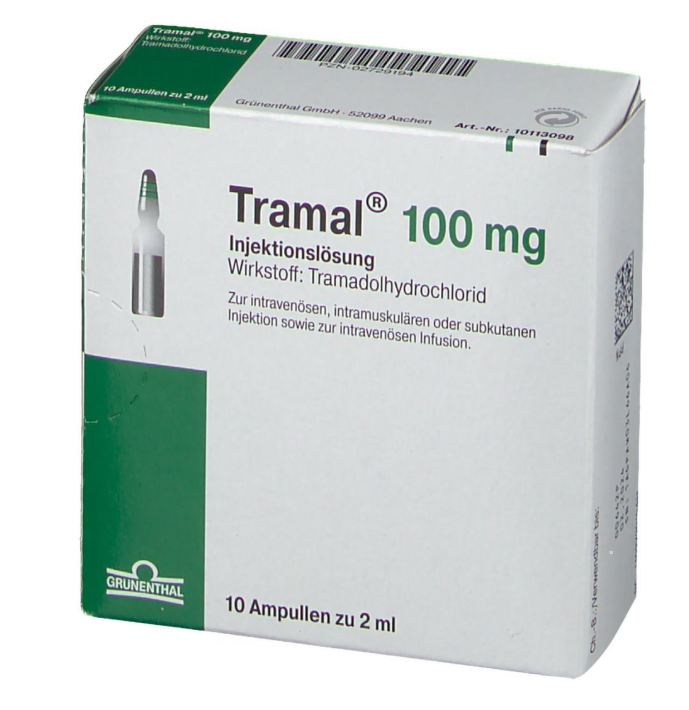 Tramal® 100 mg
Wirkstoff:
Tramadolhydrochlorid
10 Ampullen zu 2 ml
PZN-02729194
Grünenthal GmbH · 52099 Aachen
Art.-Nr.: 10113098
Tramal® 100 mg
Injektionslösung
Wirkstoff: Tramadolhydrochlorid
Zur intravenösen, intramuskulären oder subkutanen
Injektion sowie zur intravenösen Infusion.
GRÜNENTHAL
10 Ampullen zu 2 ml
Ch.-B.:/Verwendbar bis: